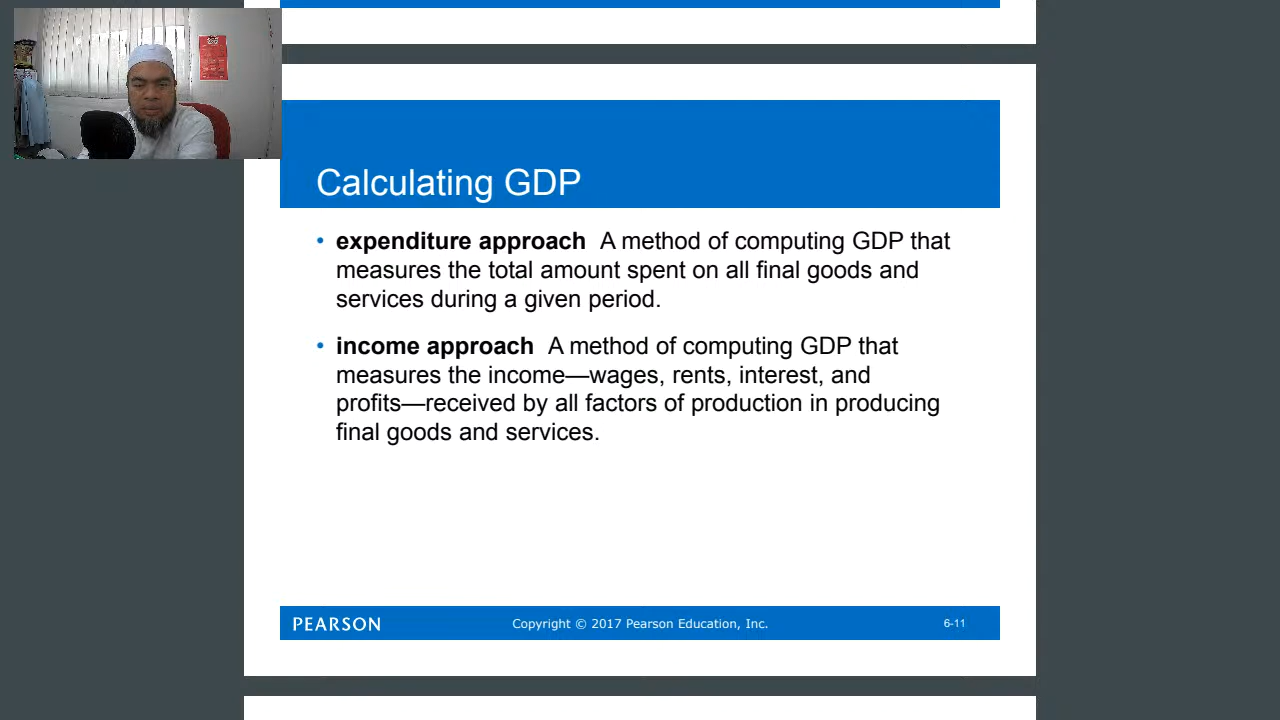 Calculating GDP
• expenditure approach A method of computing GDP that
measures the total amount spent on all final goods and
services during a given period.
• income approach A method of computing GDP that
measures the income—wages, rents, interest, and
profits—received by all factors of production in producing
final goods and services.
PEARSON
Copyright © 2017 Pearson Education, Inc.
6-11